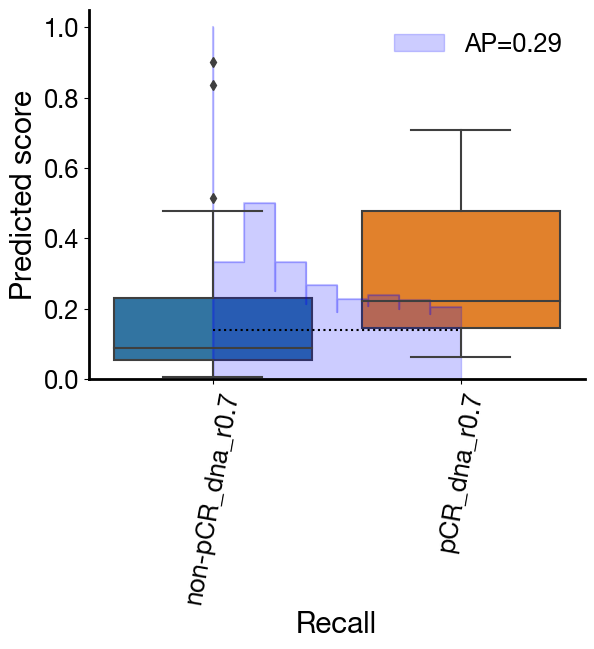 Predicted score
1.0
0.8
0.6
0.4
0.2
0.0
AP=0.29
non-pCR_dna_r0.7
pCR_dna_r0.7
Recall